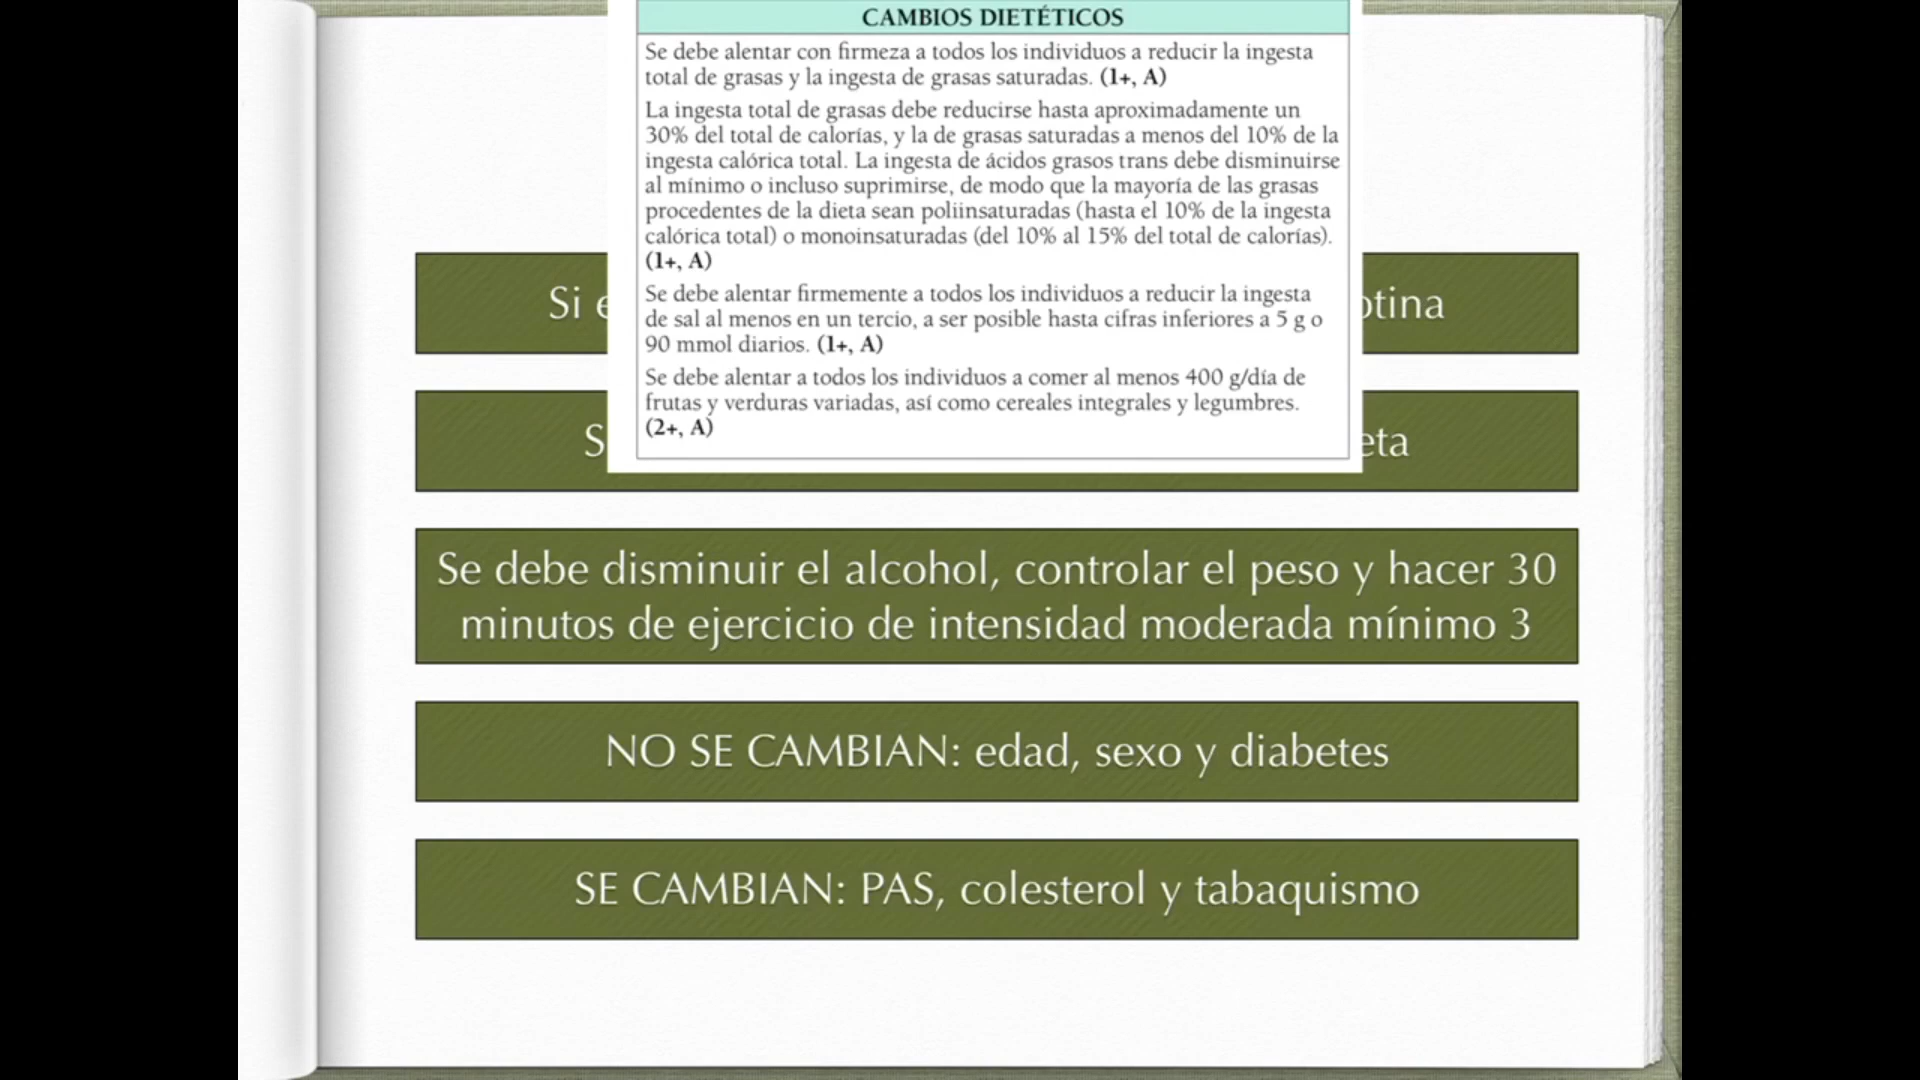 CAMBIOS DIETÉTICOS
Se debe alentar con firmeza a todos los individuos a reducir la ingesta
total de grasas y la ingesta de grasas saturadas. (1+, A)
La ingesta total de grasas debe reducirse hasta aproximadamente un
30% del total de calorías, y la de grasas saturadas a menos del 10% de la
ingesta calórica total. La ingesta de ácidos grasos trans debe disminuirse
al mínimo o incluso suprimirse, de modo que la mayoría de las grasas
procedentes de la dieta sean poliinsaturadas (hasta el 10% de la ingesta
calórica total) o monoinsaturadas (del 10% al 15% del total de calorías).
(1+, A)
Se debe alentar firmemente a todos los individuos a reducir la ingesta
de sal al menos en un tercio, a ser posible hasta cifras inferiores a 5 g o
90 mmol diarios. (1+, A)
Se debe alentar a todos los individuos a comer al menos 400 g/día de
frutas y verduras variadas, así como cereales integrales y legumbres.
(2+, A)
Si
Se debe disminuir el alcohol, controlar el peso y hacer 30
minutos de ejercicio de intensidad moderada mínimo 3
NO SE CAMBIAN: edad, sexo y diabetes
SE CAMBIAN: PAS, colesterol y tabaquismo